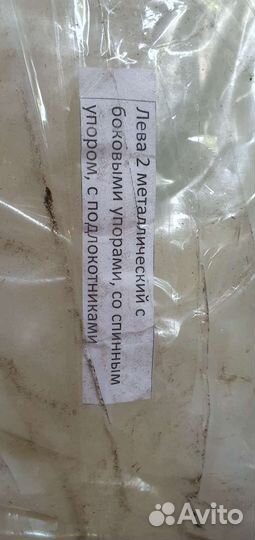 Лева 2 металлический с
боковыми упорами, со спинным
упором, с подлокотниками
Avito